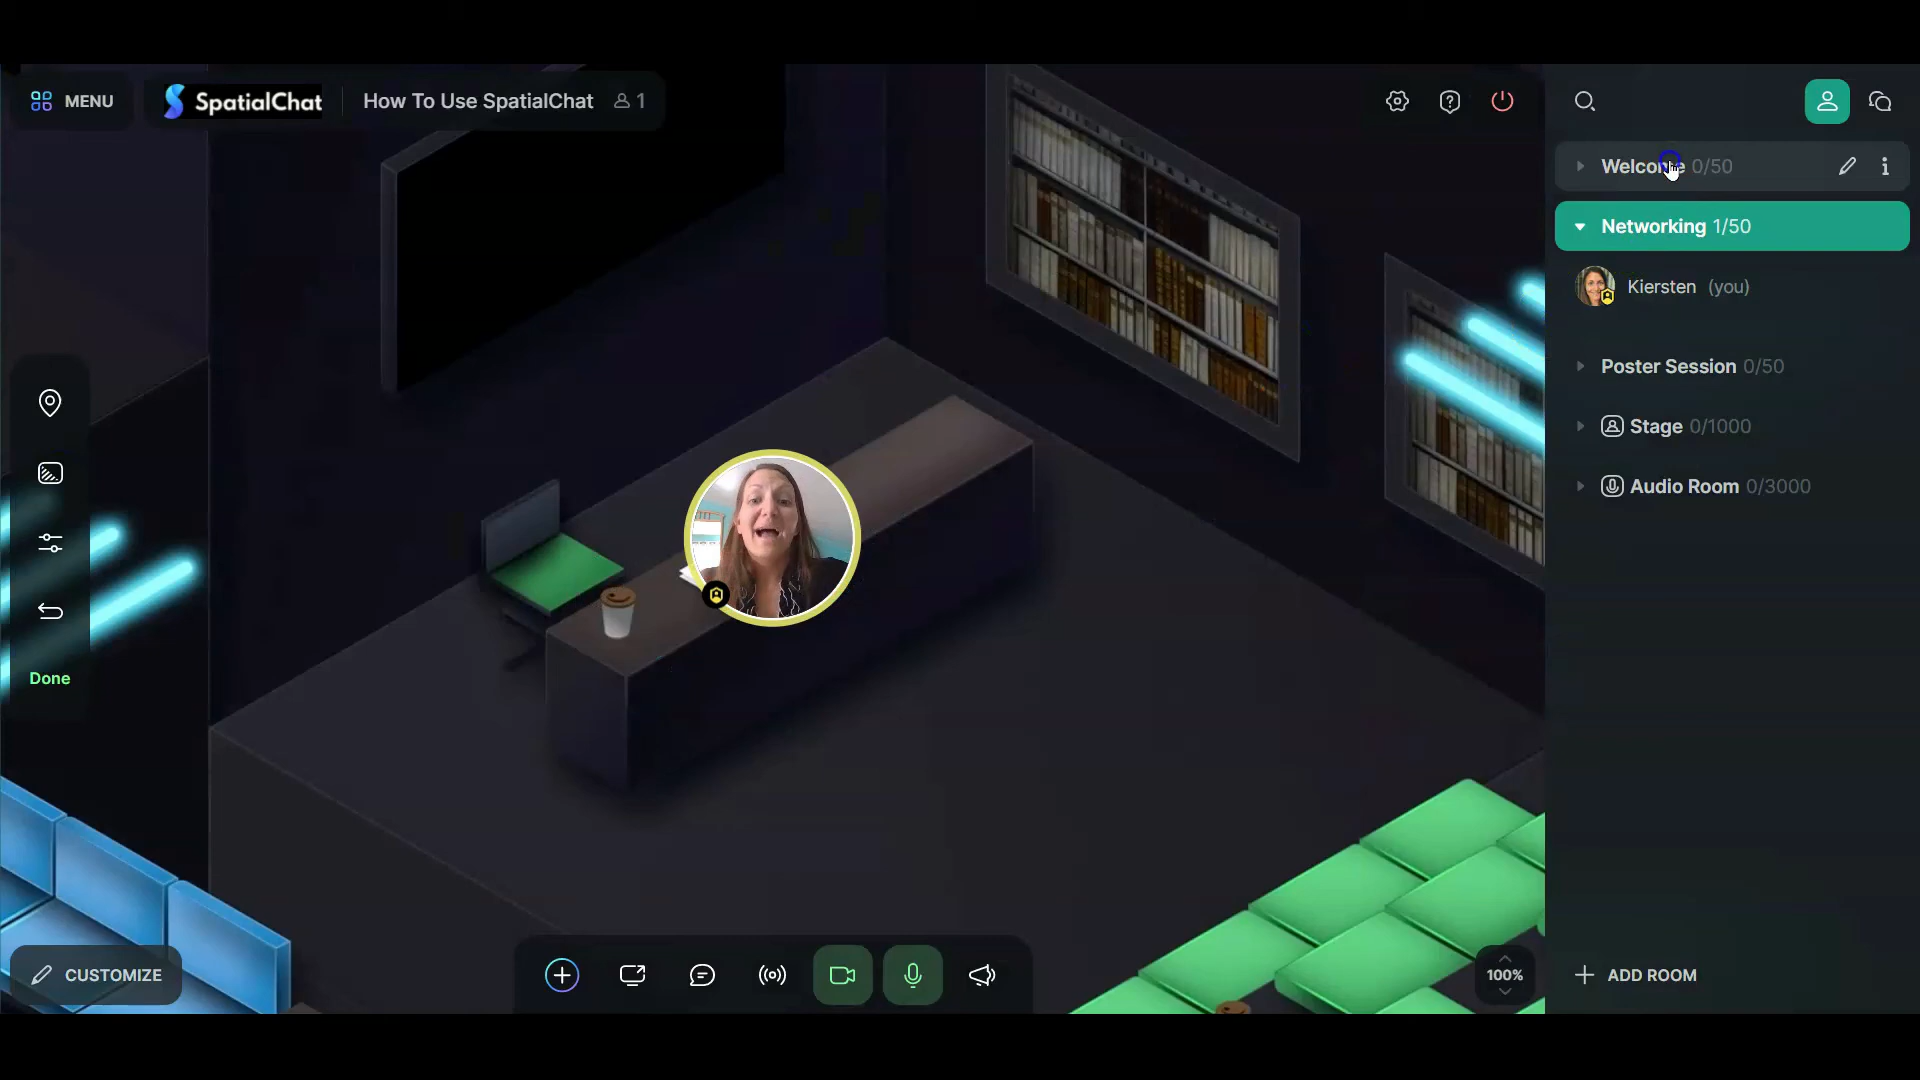 MENU
SpatialChat
How To Use SpatialChat 1
Welcome 0/50
Networking 1/50
Kiersten (you)
Poster Session 0/50
Stage 0/1000
Audio Room 0/3000
Done
CUSTOMIZE
100%
ADD ROOM